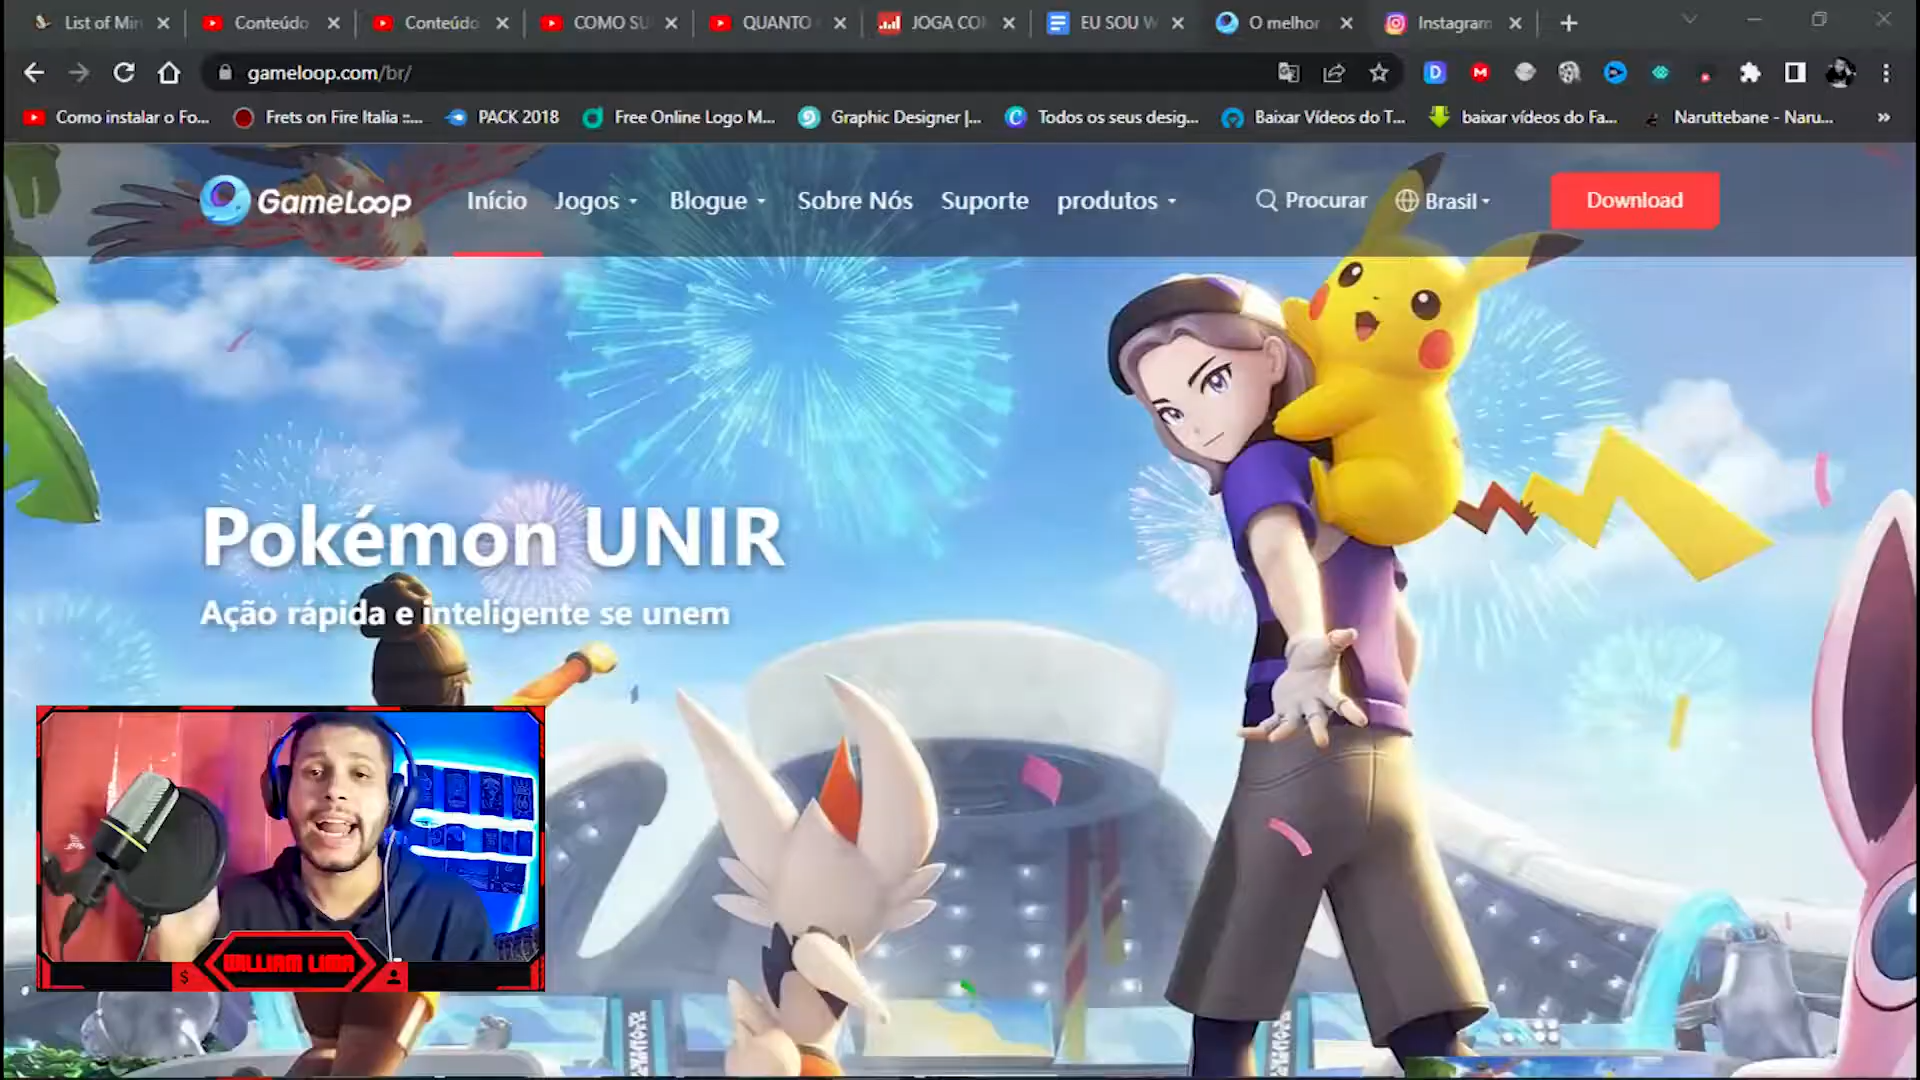 List of Min
Conteúdo
Conteúdo
COMO SU
QUANTO
JOGA CO
EU SOU W
O melhor
Instagram
gameloop.com/br/
Como instalar o Fo...
Frets on Fire Italia ::...
PACK 2018
Free Online Logo M...
Graphic Designer |...
Todos os seus desig...
Baixar Vídeos do T...
baixar vídeos do Fa...
Naruttebane - Naru...
GameLoop
Início
Jogos
Blogue
Sobre Nós
Suporte
produtos
Procurar
Brasil
Download
Pokémon UNIR
Ação rápida e inteligente se unem
WILLIAM LIMA